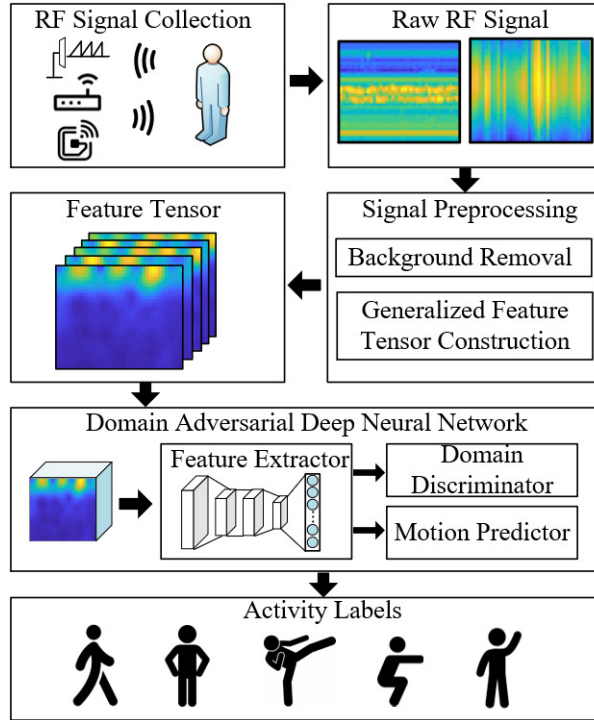 RF Signal Collection
Raw RF Signal
Feature Tensor
Signal Preprocessing
Background Removal
Generalized Feature
Tensor Construction
Domain Adversarial Deep Neural Network
Feature Extractor
Domain
Discriminator
Motion Predictor
Activity Labels